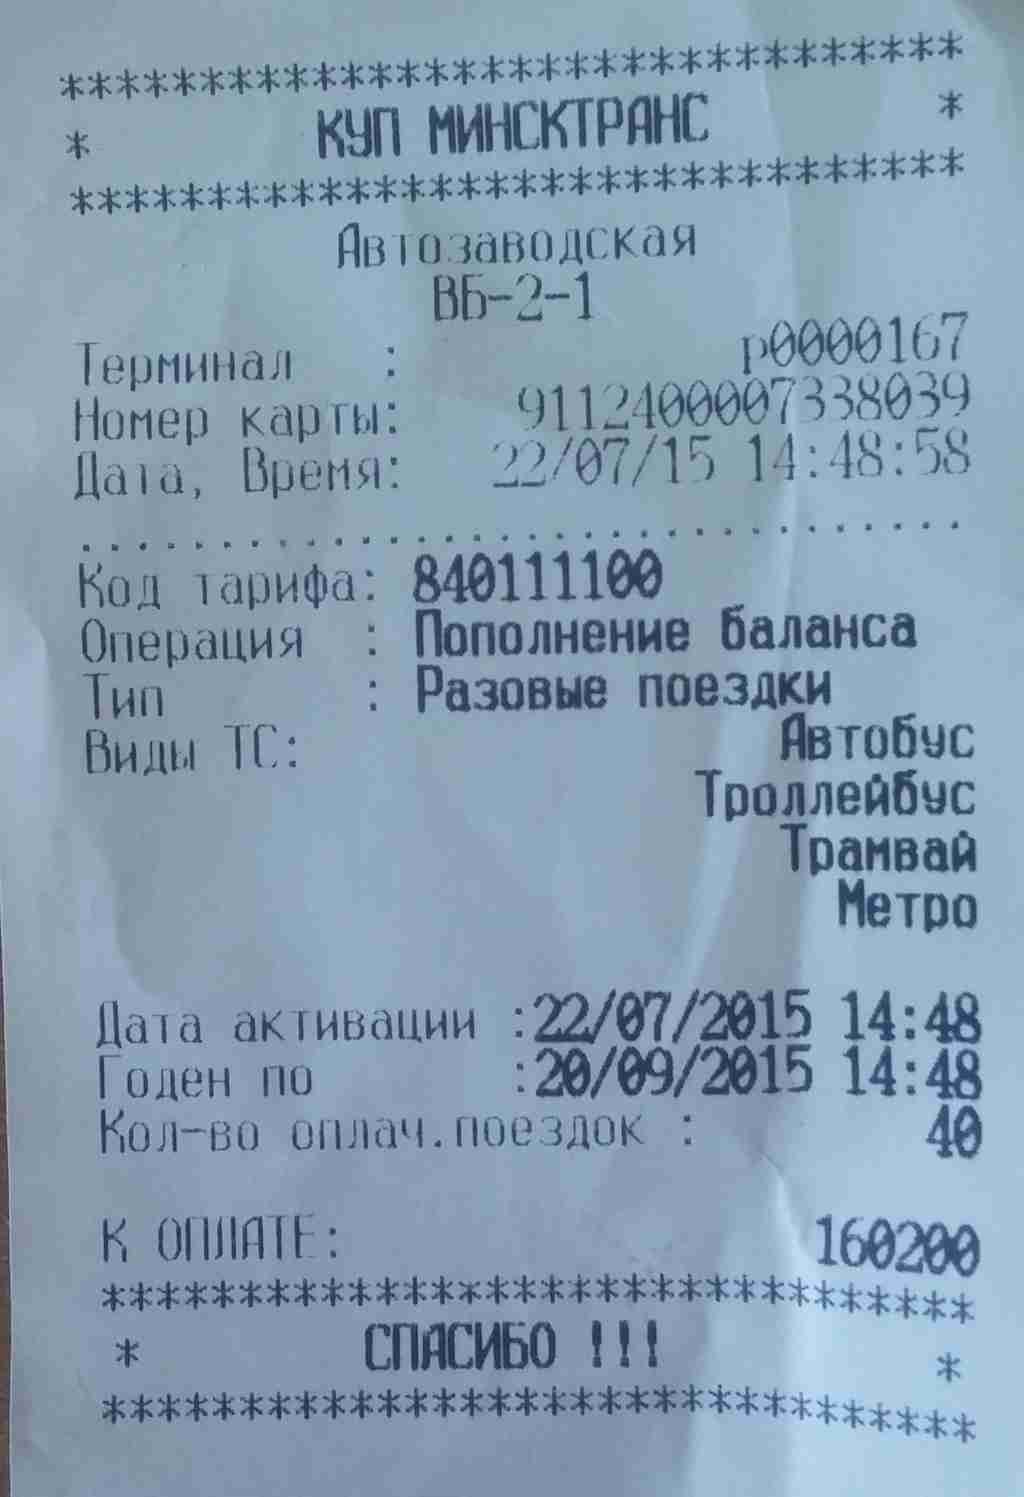 ********************************
* КУП МИНСКТРАНС *
********************************
Автозаводская
ВБ-2-1
Терминал : p0000167
Номер карты: 9112400007338039
Дата, Время: 22/07/15 14:48:58
................................
Код тарифа: 840111100
Операция : Пополнение баланса
Тип : Разовые поездки
Виды ТС: Автобус
Троллейбус
Трамвай
Метро
Дата активации :22/07/2015 14:48
Годен по :20/09/2015 14:48
Кол-во оплач.поездок : 40
К ОПЛАТЕ: 160200
********************************
* СПАСИБО !!! *
********************************